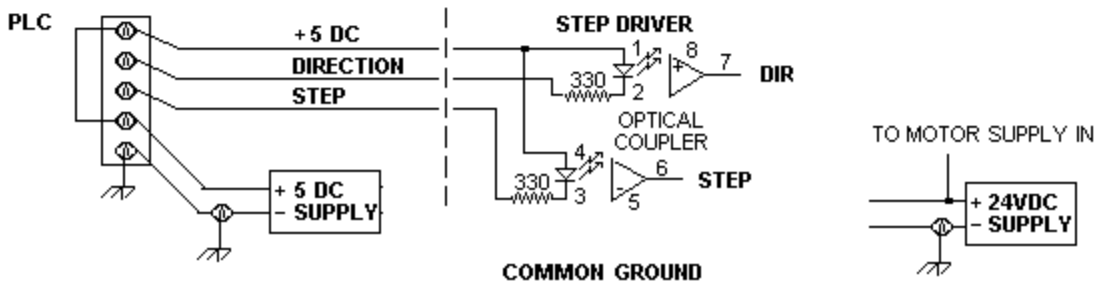 PLC
+5 DC
STEP DRIVER
1
8
7
DIRECTION
330
2
DIR
+
STEP
OPTICAL
COUPLER
TO MOTOR SUPPLY IN
4
6
330
3
-
5
STEP
+ 5 DC
- SUPPLY
+ 24VDC
- SUPPLY
COMMON GROUND